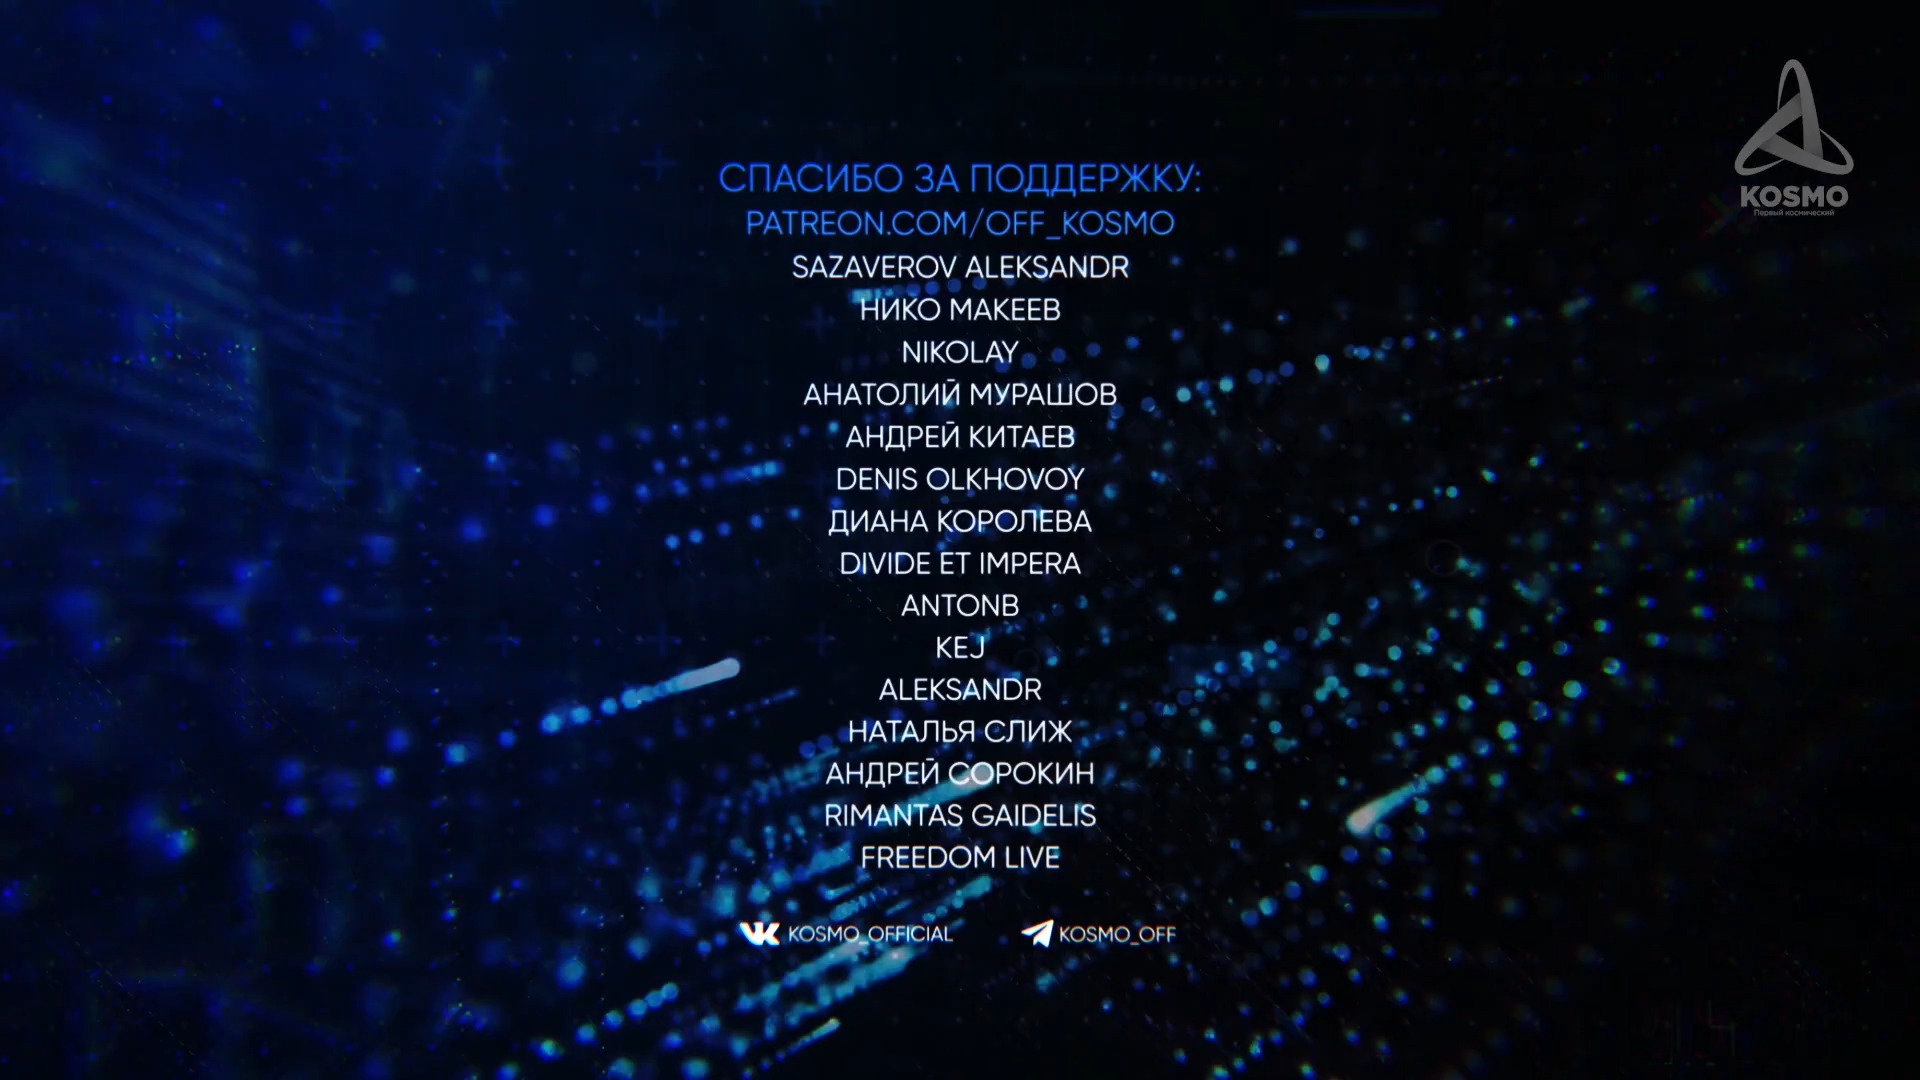 KOSMO
Первый космический
СПАСИБО ЗА ПОДДЕРЖКУ:
PATREON.COM/OFF_KOSMO
SAZAVEROV ALEKSANDR
НИКО МАКЕЕВ
NIKOLAY
АНАТОЛИЙ МУРАШОВ
АНДРЕЙ КИТАЕВ
DENIS OLKHOVOY
ДИАНА КОРОЛЕВА
DIVIDE ET IMPERA
ANTONB
KEJ
ALEKSANDR
НАТАЛЬЯ СЛИЖ
АНДРЕЙ СОРОКИН
RIMANTAS GAIDELIS
FREEDOM LIVE
KOSMO_OFFICIAL
KOSMO_OFF